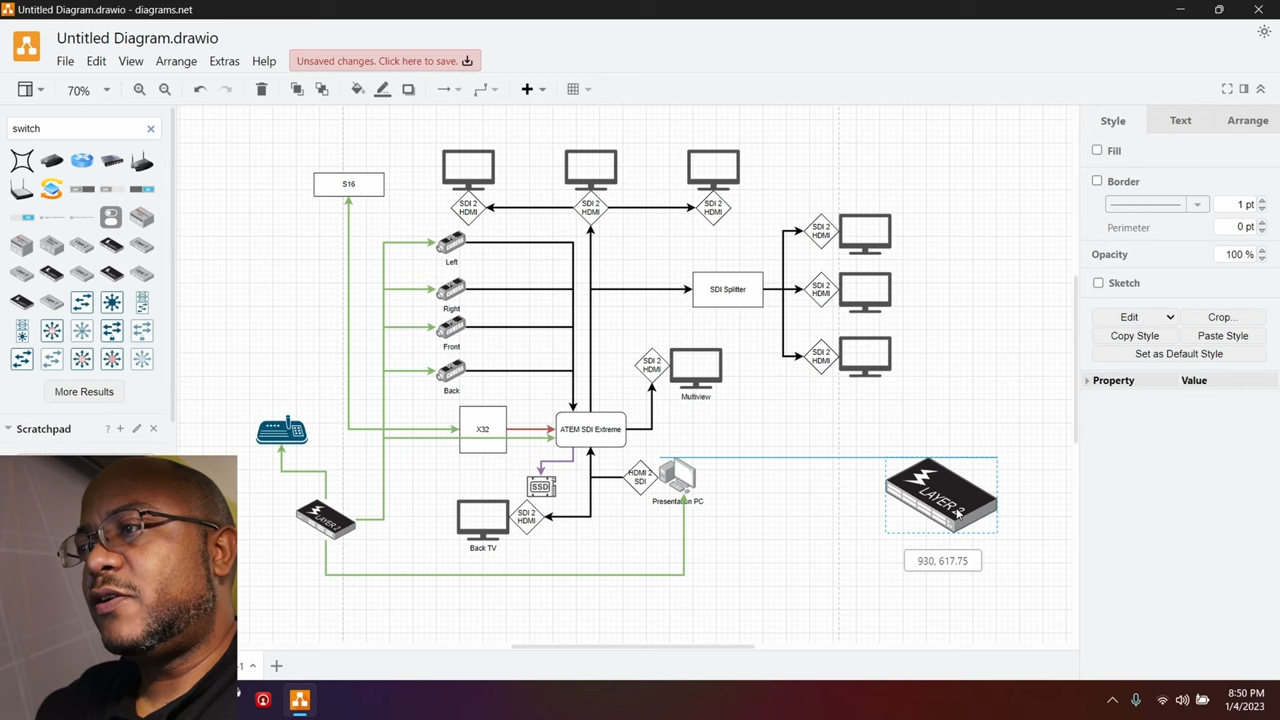 Untitled Diagram.drawio - diagrams.net
Untitled Diagram.drawio
File Edit View Arrange Extras Help
Unsaved changes. Click here to save.
70%
switch
More Results
Scratchpad
?
S16
SDI 2
HDMI
SDI 2
HDMI
SDI 2
HDMI
Left
Right
Front
Back
SDI Splitter
SDI 2
HDMI
SDI 2
HDMI
SDI 2
HDMI
SDI 2
HDMI
Multiview
X32
ATEM SDI Extreme
SSD
HDMI 2
SDI
Presentation PC
SDI 2
HDMI
Back TV
LAYER 2
LAYER 2
930, 617.75
Style Text Arrange
Fill
Border
1 pt
Perimeter
0 pt
Opacity
100 %
Sketch
Edit
Crop...
Copy Style
Paste Style
Set as Default Style
Property Value
8:50 PM
1/4/2023